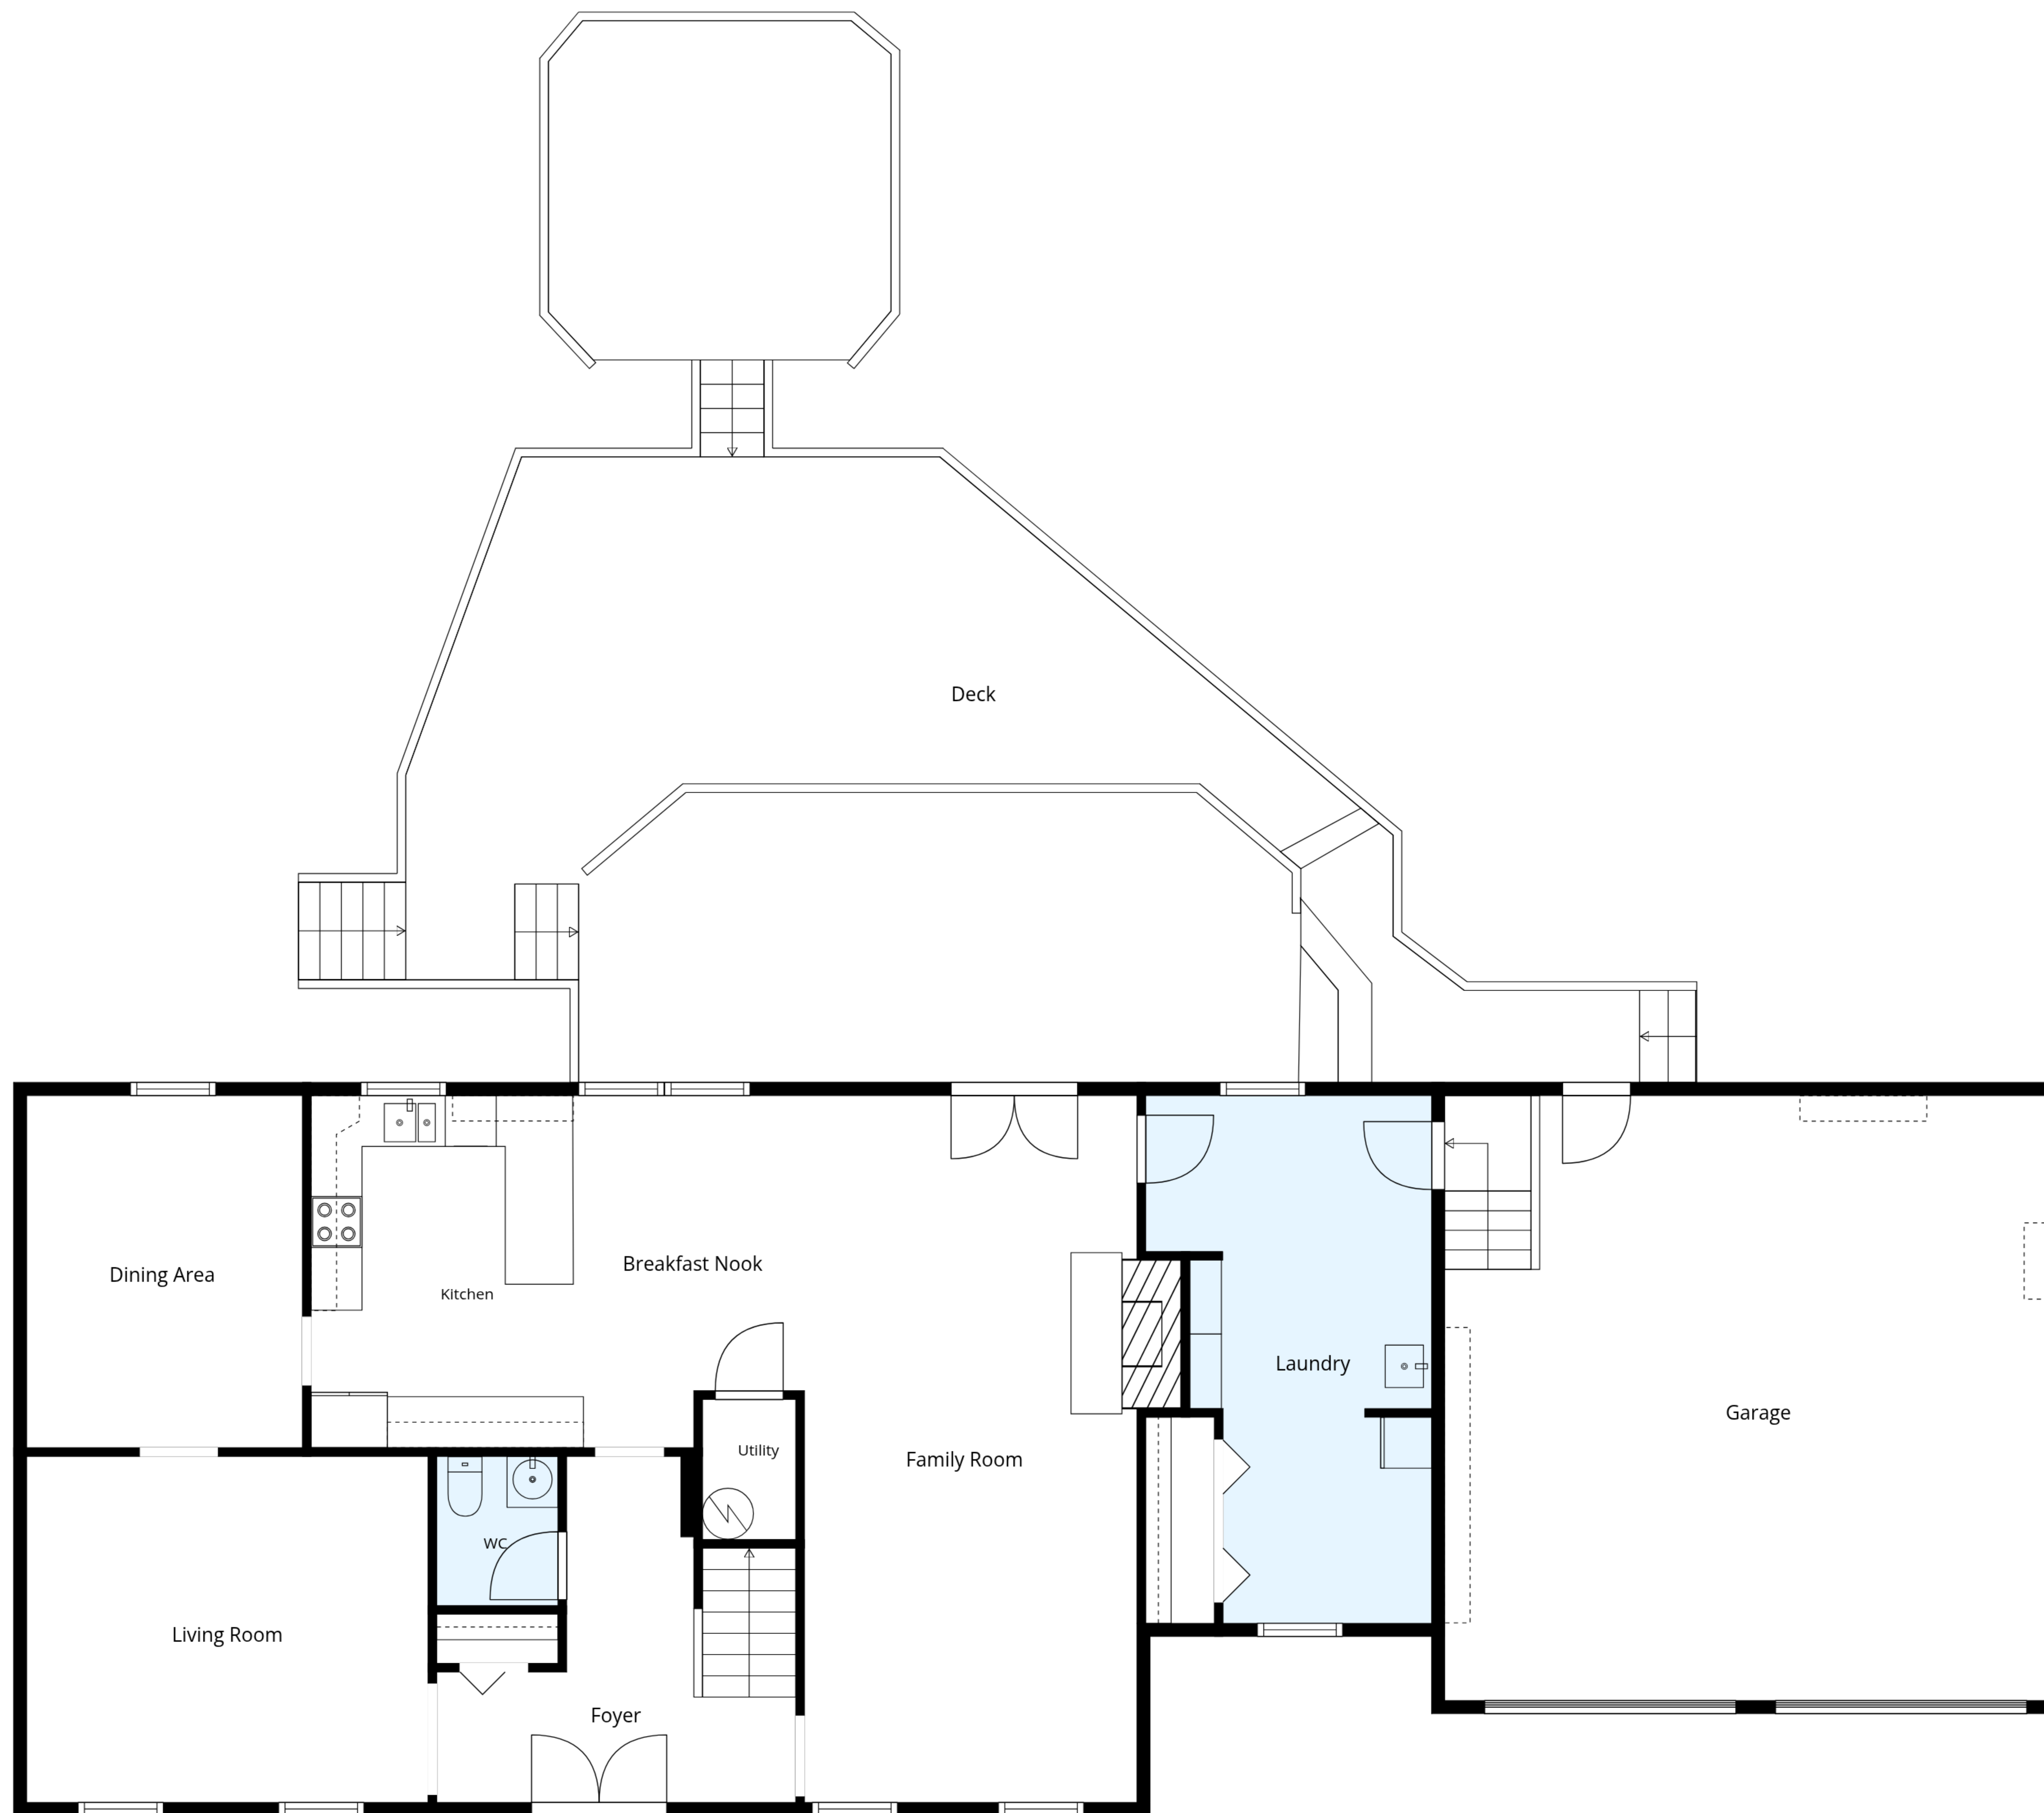 Deck
Breakfast Nook
Dining Area
Kitchen
Laundry
Garage
Utility
Family Room
WC
Living Room
Foyer